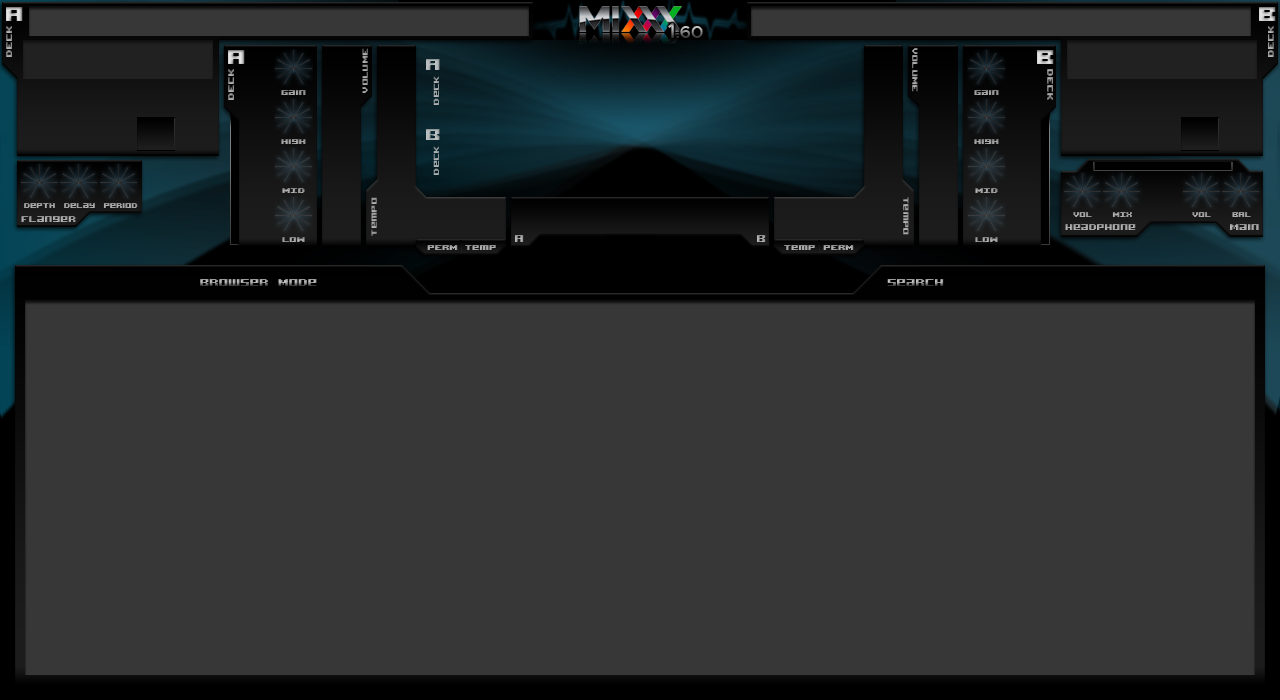 A DECK
MIXXX 1.60
B DECK
A DECK
GAIN
HIGH
MID
LOW
VOLUME
TEMPO
A DECK
B DECK
VOLUME
TEMPO
B DECK
GAIN
HIGH
MID
LOW
DEPTH DELAY PERIOD
FLANGER
PERM TEMP
A
B
TEMP PERM
VOL MIX
HEADPHONE
VOL BAL
MAIN
BROWSER MODE
SEARCH